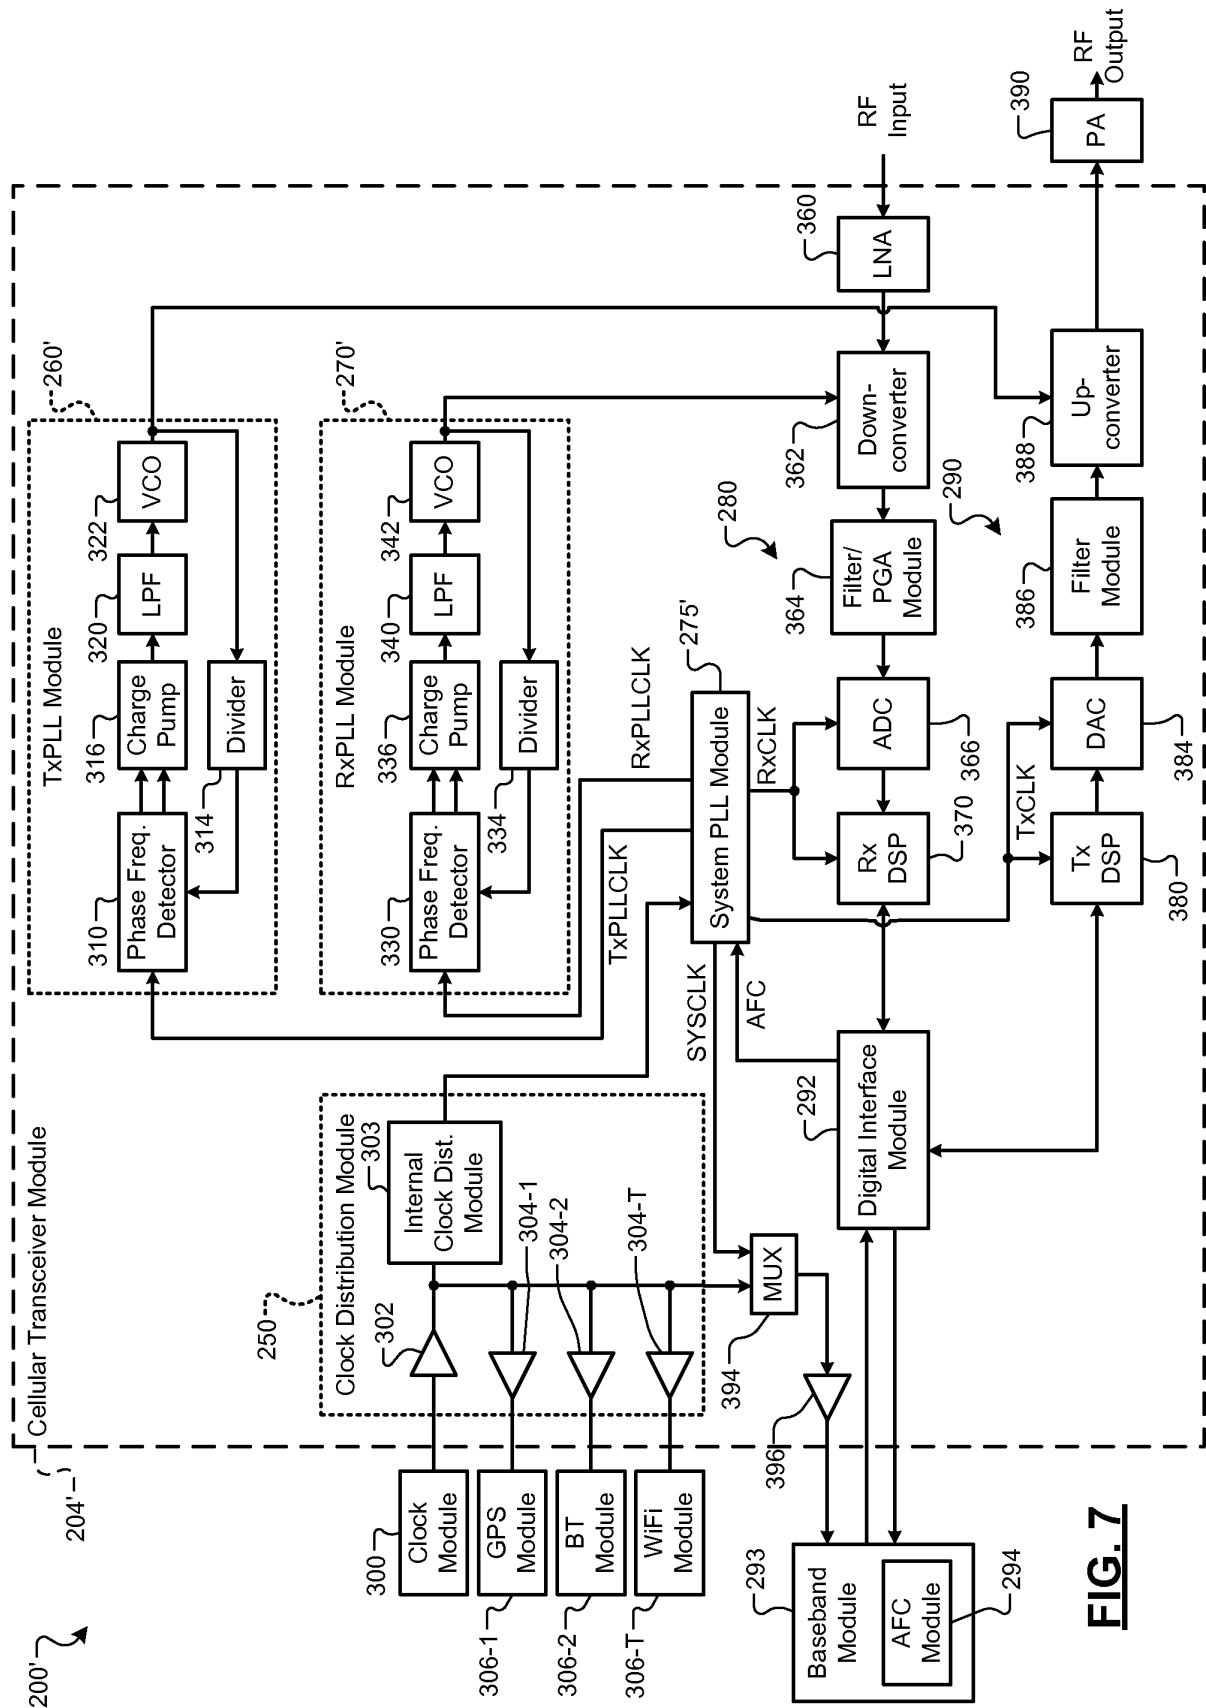 200'
204'
Cellular Transceiver Module
260'
TxPLL Module
310
Phase Freq.
Detector
316
Charge
Pump
320
LPF
322
VCO
314
Divider
270'
RxPLL Module
330
Phase Freq.
Detector
336
Charge
Pump
340
LPF
342
VCO
334
Divider
250
Clock Distribution Module
302
303
Internal
Clock Dist.
Module
304-1
304-2
304-T
300
Clock
Module
306-1
GPS
Module
306-2
BT
Module
306-T
WiFi
Module
TxPLLCLK
RxPLLCLK
275'
System PLL Module
SYSCLK
AFC
RxCLK
TxCLK
394
MUX
396
293
Baseband
Module
AFC
Module
294
292
Digital Interface
Module
280
Rx
DSP
370
ADC
366
364
Filter/
PGA
Module
362
Down-
converter
360
LNA
RF
Input
290
Tx
DSP
380
DAC
384
386
Filter
Module
388
Up-
converter
390
PA
RF
Output
FIG. 7